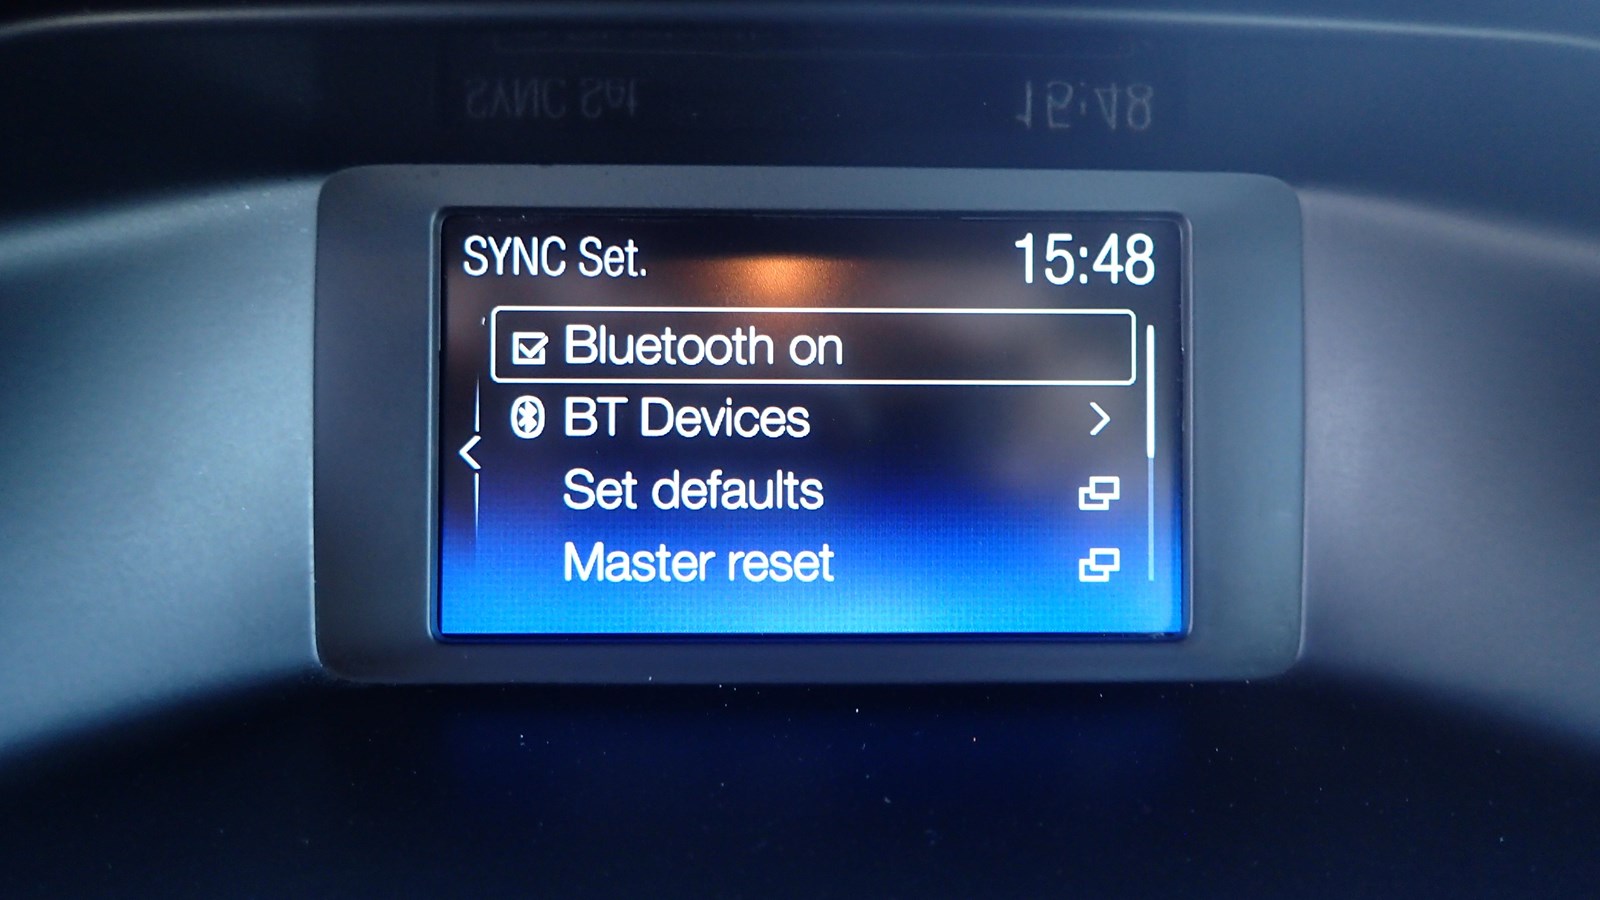 SYNC Set.
15:48
Bluetooth on
BT Devices
Set defaults
Master reset